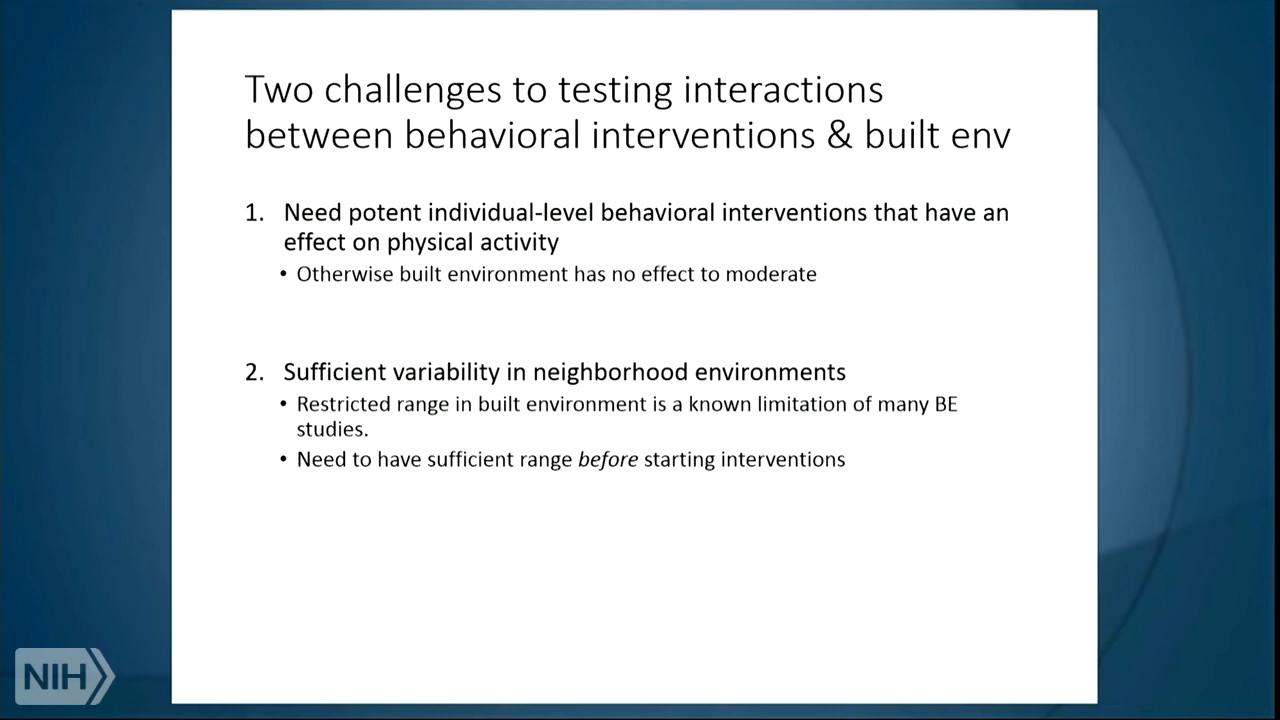 Two challenges to testing interactions
between behavioral interventions & built env
1. Need potent individual-level behavioral interventions that have an
effect on physical activity
• Otherwise built environment has no effect to moderate
2. Sufficient variability in neighborhood environments
• Restricted range in built environment is a known limitation of many BE
studies.
• Need to have sufficient range before starting interventions
NIH